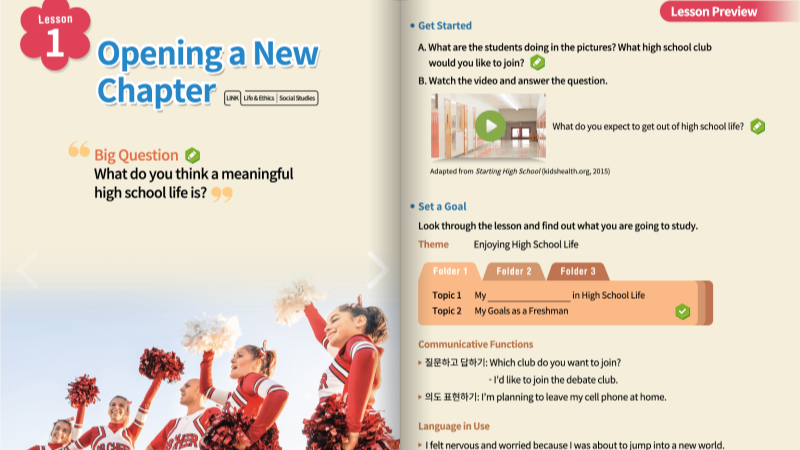 Lesson
1
Opening a New
Chapter
LINK Life & Ethics Social Studies
Big Question
What do you think a meaningful
high school life is?
Lesson Preview
Get Started
A. What are the students doing in the pictures? What high school club
would you like to join?
B. Watch the video and answer the question.
What do you expect to get out of high school life?
Adapted from Starting High School (kidshealth.org, 2015)
Set a Goal
Look through the lesson and find out what you are going to study.
Theme Enjoying High School Life
Folder 1 Folder 2 Folder 3
Topic 1 My ____________________ in High School Life
Topic 2 My Goals as a Freshman
Communicative Functions
질문하고 답하기: Which club do you want to join?
- I'd like to join the debate club.
의도 표현하기: I'm planning to leave my cell phone at home.
Language in Use
I felt nervous and worried because I was about to jump into a new world.